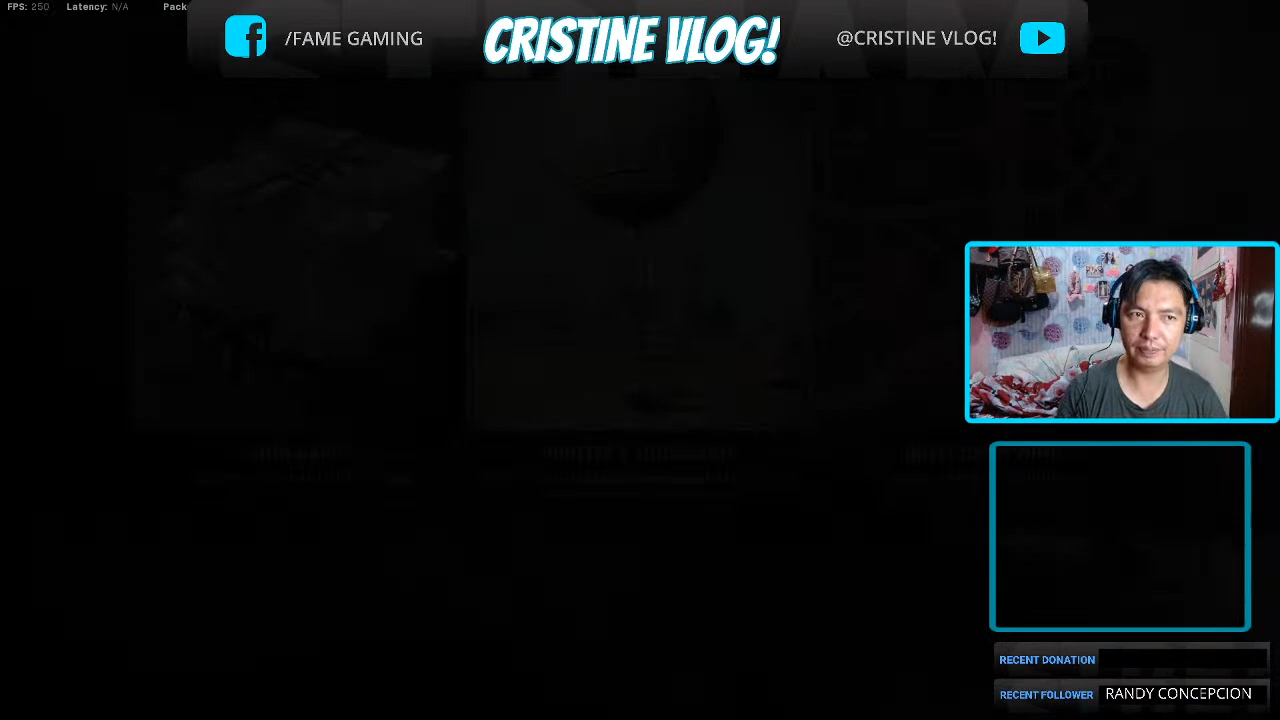 FPS: 250 Latency: N/A Pack
/FAME GAMING
CRISTINE VLOG!
@CRISTINE VLOG!
RECENT DONATION
RECENT FOLLOWER RANDY CONCEPCION